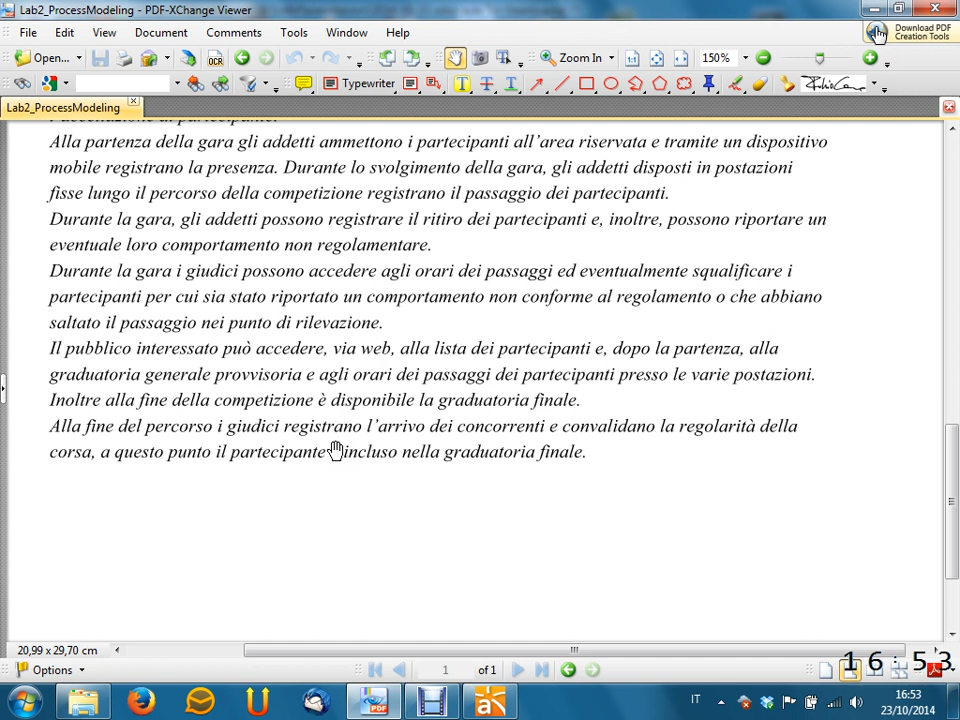 Lab2_ProcessModeling - PDF-XChange Viewer
File Edit View Document Comments Tools Window Help
Download PDF
Creation Tools
Open... OCR Zoom In 150%
Typewriter
Lab2_ProcessModeling
Alla partenza della gara gli addetti ammettono i partecipanti all'area riservata e tramite un dispositivo
mobile registrano la presenza. Durante lo svolgimento della gara, gli addetti disposti in postazioni
fisse lungo il percorso della competizione registrano il passaggio dei partecipanti.
Durante la gara, gli addetti possono registrare il ritiro dei partecipanti e, inoltre, possono riportare un
eventuale loro comportamento non regolamentare.
Durante la gara i giudici possono accedere agli orari dei passaggi ed eventualmente squalificare i
partecipanti per cui sia stato riportato un comportamento non conforme al regolamento o che abbiano
saltato il passaggio nei punto di rilevazione.
Il pubblico interessato può accedere, via web, alla lista dei partecipanti e, dopo la partenza, alla
graduatoria generale provvisoria e agli orari dei passaggi dei partecipanti presso le varie postazioni.
Inoltre alla fine della competizione è disponibile la graduatoria finale.
Alla fine del percorso i giudici registrano l'arrivo dei concorrenti e convalidano la regolarità della
corsa, a questo punto il partecipante incluso nella graduatoria finale.
20,99 x 29,70 cm
Options 1 of 1
16:53
IT 16:53
23/10/2014